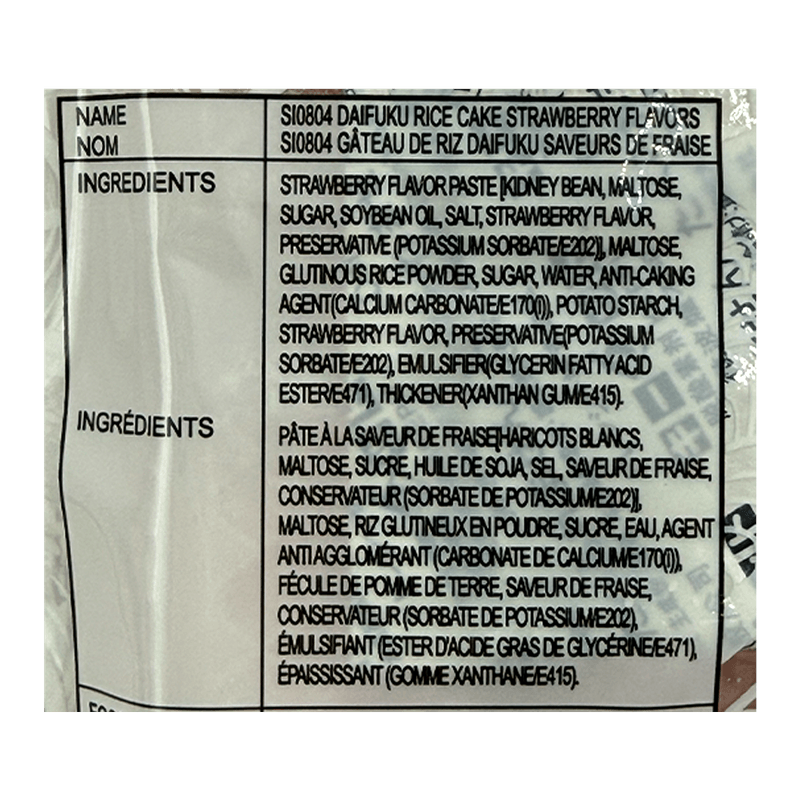 NAME
NOM
SI0804 DAIFUKU RICE CAKE STRAWBERRY FLAVORS
SI0804 GÂTEAU DE RIZ DAIFUKU SAVEURS DE FRAISE
INGREDIENTS
STRAWBERRY FLAVOR PASTE [KIDNEY BEAN, MALTOSE,
SUGAR, SOYBEAN OIL, SALT, STRAWBERRY FLAVOR,
PRESERVATIVE (POTASSIUM SORBATE/E202)], MALTOSE,
GLUTINOUS RICE POWDER, SUGAR, WATER, ANTI-CAKING
AGENT(CALCIUM CARBONATE/E170(i)), POTATO STARCH,
STRAWBERRY FLAVOR, PRESERVATIVE(POTASSIUM
SORBATE/E202), EMULSIFIER(GLYCERIN FATTY ACID
ESTER/E471), THICKENER(XANTHAN GUM/E415).
INGRÉDIENTS
PÂTE À LA SAVEUR DE FRAISE[HARICOTS BLANCS,
MALTOSE, SUCRE, HUILE DE SOJA, SEL, SAVEUR DE FRAISE,
CONSERVATEUR (SORBATE DE POTASSIUM/E202)],
MALTOSE, RIZ GLUTINEUX EN POUDRE, SUCRE, EAU, AGENT
ANTI AGGLOMÉRANT (CARBONATE DE CALCIUM/E170(i)),
FÉCULE DE POMME DE TERRE, SAVEUR DE FRAISE,
CONSERVATEUR (SORBATE DE POTASSIUM/E202),
ÉMULSIFIANT (ESTER D'ACIDE GRAS DE GLYCÉRINE/E471),
ÉPAISSISSANT (GOMME XANTHANE/E415).